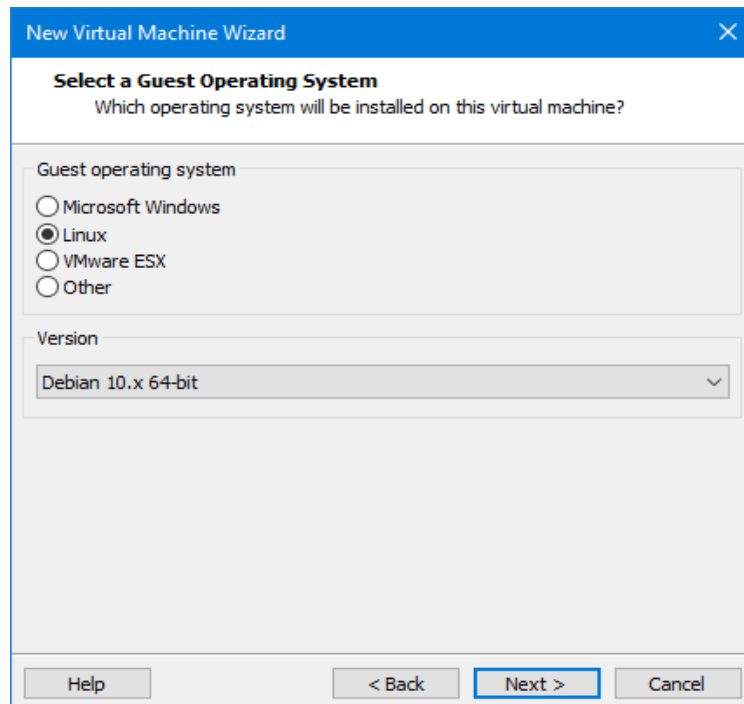 New Virtual Machine Wizard
Select a Guest Operating System
Which operating system will be installed on this virtual machine?
Guest operating system
Microsoft Windows
Linux
VMware ESX
Other
Version
Debian 10.x 64-bit
Help
< Back
Next >
Cancel